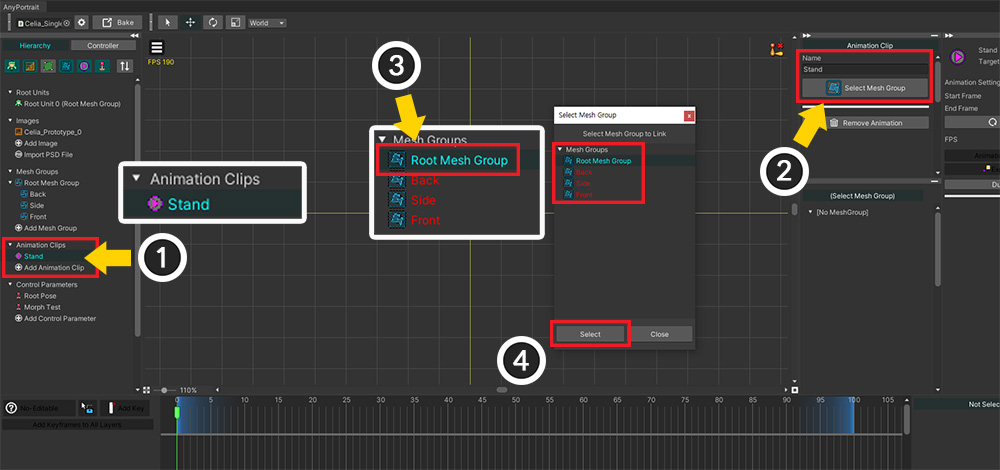 AnyPortrait
Celia_Singl
Bake
World
Hierarchy
Controller
Root Units
Root Unit 0 (Root Mesh Group)
Images
Celia_Prototype_0
Add Image
Import PSD File
Mesh Groups
Root Mesh Group
Back
Side
Front
Add Mesh Group
Animation Clips
Stand
Add Animation Clip
Control Parameters
Root Pose
Morph Test
Add Control Parameter
FPS 190
Animation Clips
Stand
1
3
Mesh Groups
Root Mesh Group
Back
Side
Front
Select Mesh Group
Select Mesh Group to Link
Mesh Groups
Root Mesh Group
Back
Side
Front
Select
Close
4
Animation Clip
Name
Stand
Select Mesh Group
Remove Animation
2
(Select Mesh Group)
[No MeshGroup]
Stand
Target
Animation Setting
Start Frame
End Frame
FPS
Animation
Du
110%
No-Editable
Add Key
Add Keyframes to All Layers
0 5 10 15 20 25 30 35 40 45 50 55 60 65 70 75 80 85 90 95 100 105
Not Selec